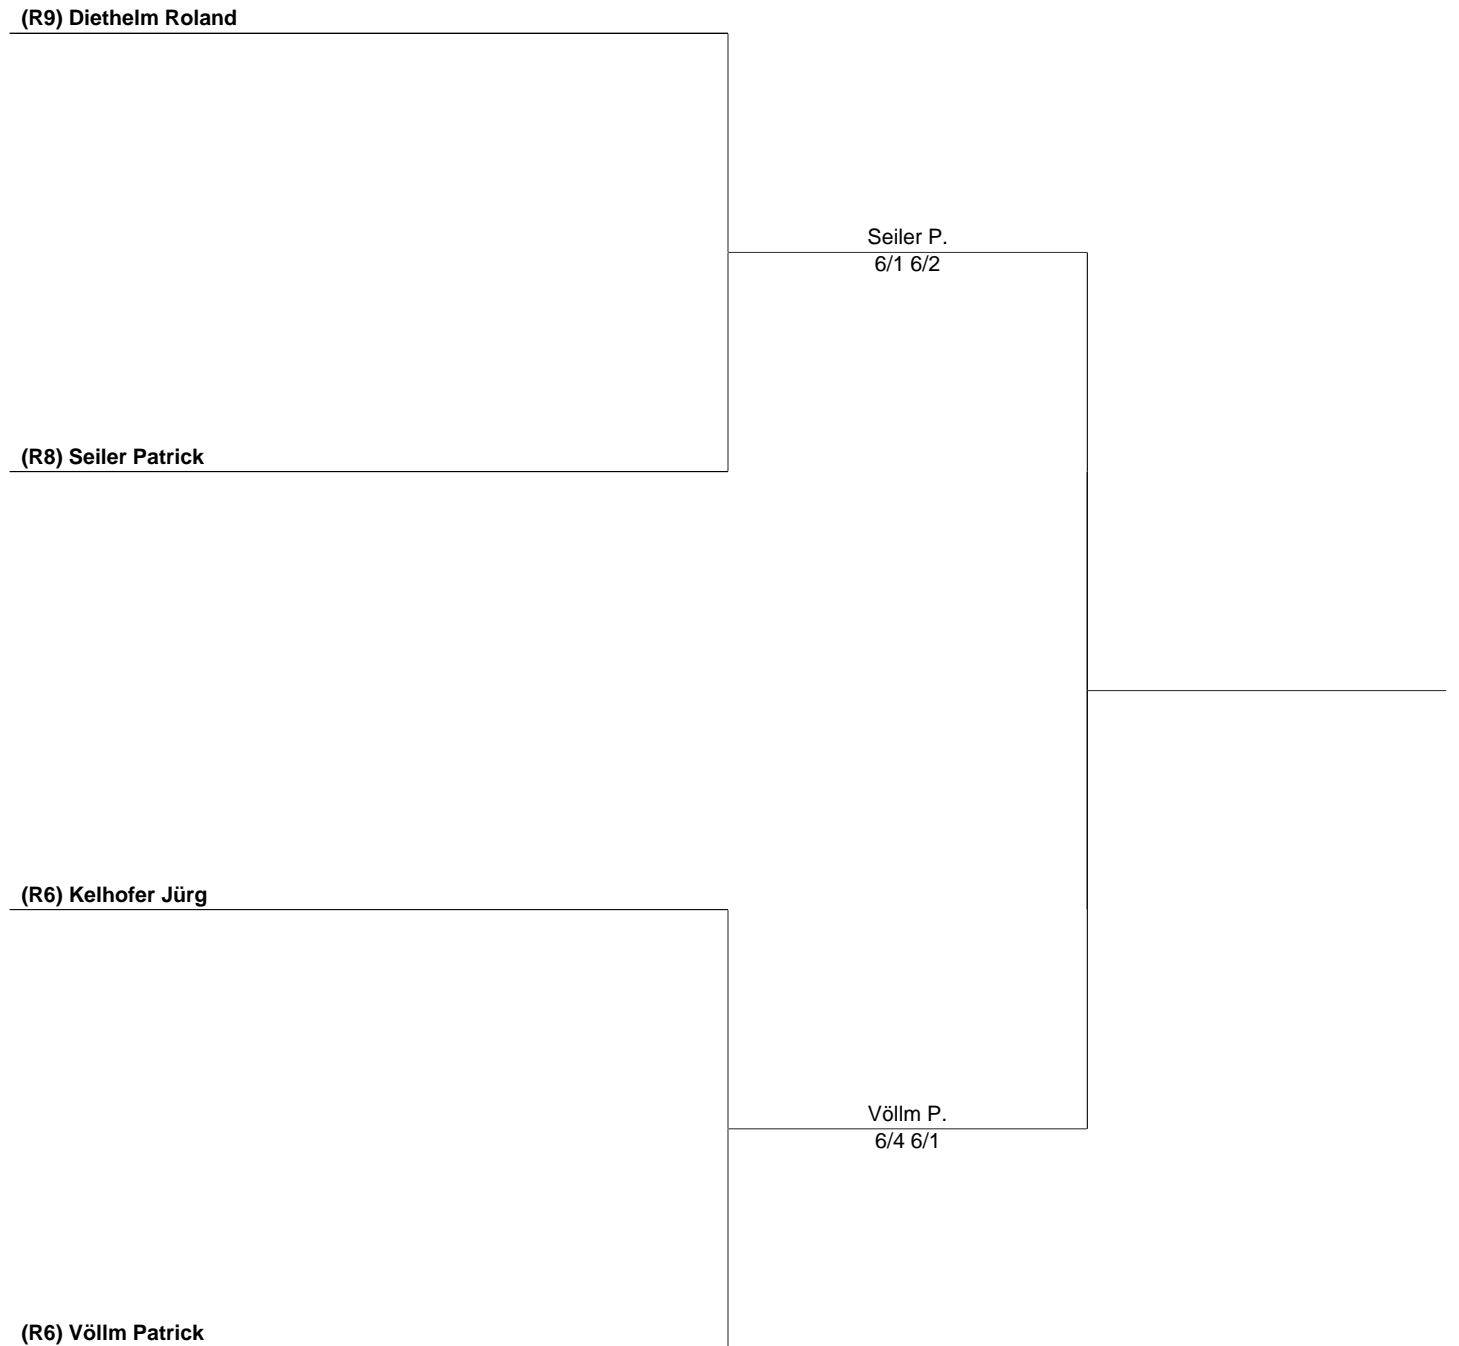 (R9) Diethelm Roland
Seiler P.
6/1 6/2
(R8) Seiler Patrick
(R6) Kelhofer Jürg
Völlm P.
6/4 6/1
(R6) Völlm Patrick